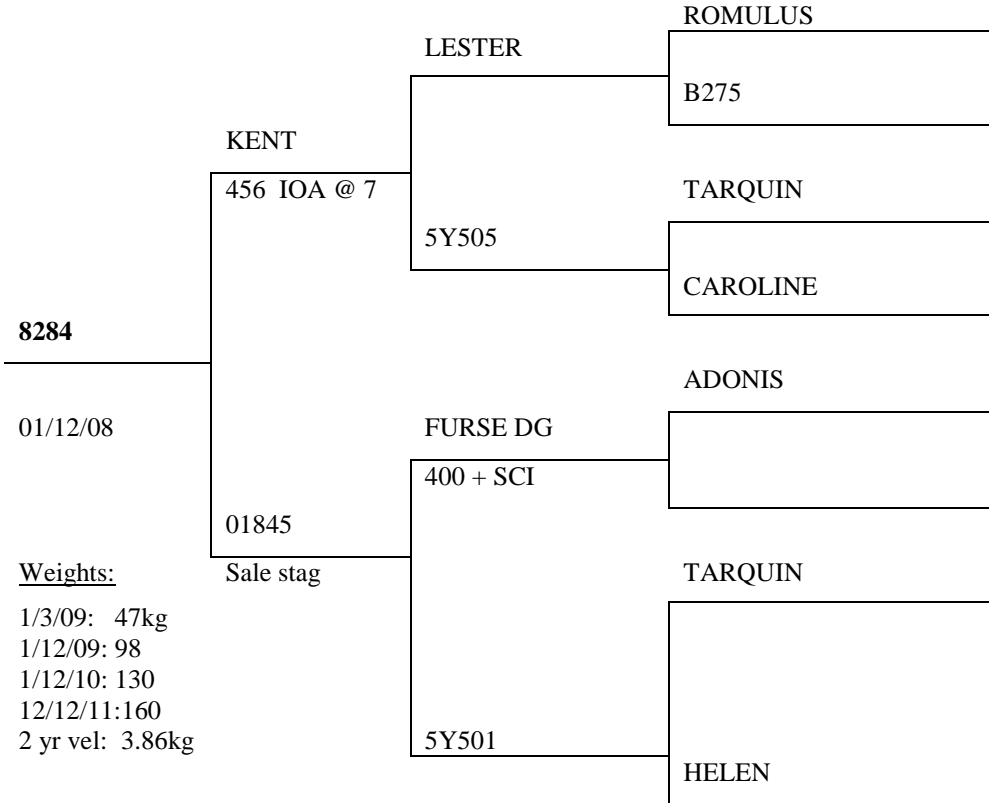 ROMULUS
LESTER
B275
KENT
456 IOA @ 7
TARQUIN
5Y505
CAROLINE
8284
ADONIS
01/12/08
FURSE DG
400 + SCI
01845
Weights:
Sale stag
TARQUIN
1/3/09: 47kg
1/12/09: 98
1/12/10: 130
12/12/11:160
2 yr vel: 3.86kg
5Y501
HELEN